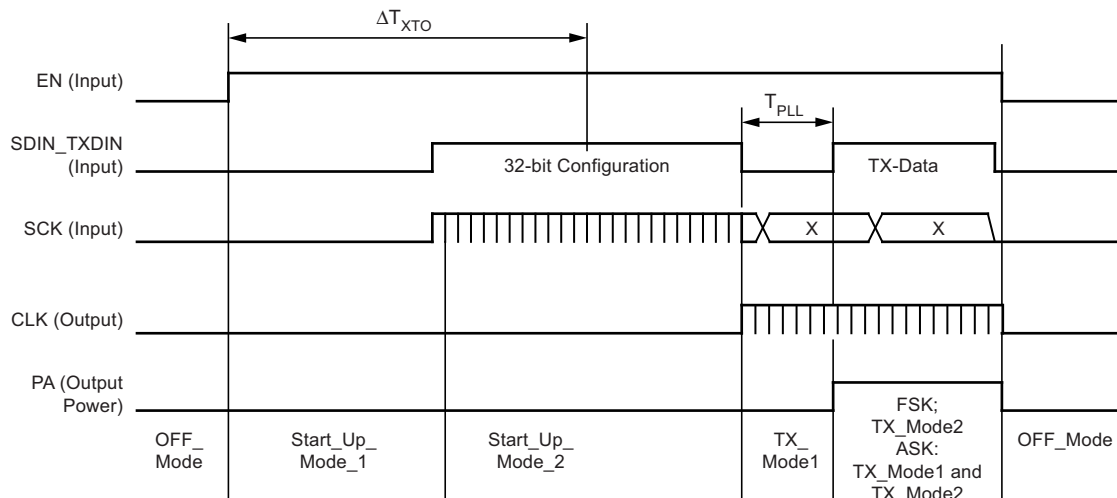 ΔT_XTO
EN (Input)
T_PLL
SDIN_TXDIN
(Input)
32-bit Configuration
TX-Data
SCK (Input)
X
X
CLK (Output)
PA (Output
Power)
OFF_
Mode
Start_Up_
Mode_1
Start_Up_
Mode_2
TX_
Mode1
FSK;
TX_Mode2
ASK:
TX_Mode1 and
TX_Mode2
OFF_Mode